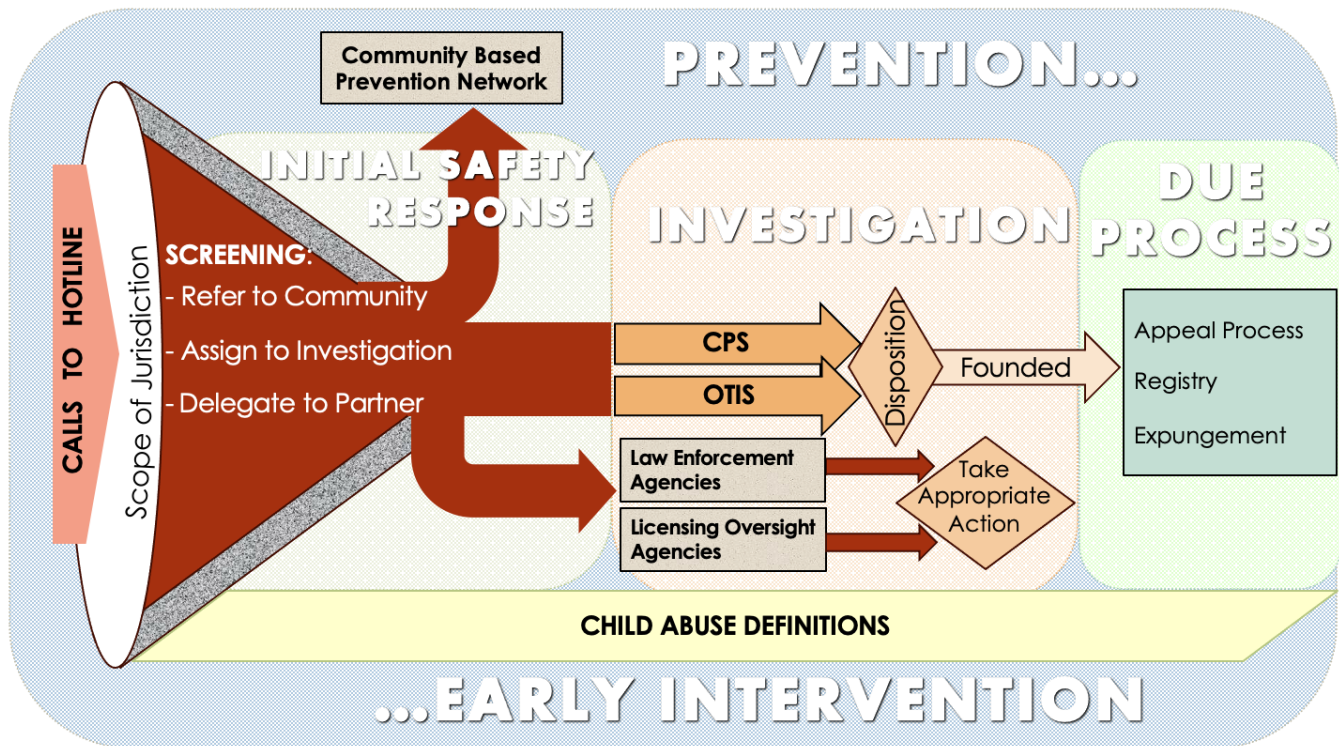 Community Based
Prevention Network
PREVENTION...
INITIAL SAFETY
RESPONSE
INVESTIGATION
DUE
PROCESS
CALLS TO HOTLINE
Scope of Jurisdiction
SCREENING:
- Refer to Community
- Assign to Investigation
- Delegate to Partner
CPS
OTIS
Disposition
Founded
Appeal Process
Registry
Expungement
Law Enforcement
Agencies
Licensing Oversight
Agencies
Take
Appropriate
Action
CHILD ABUSE DEFINITIONS
...EARLY INTERVENTION